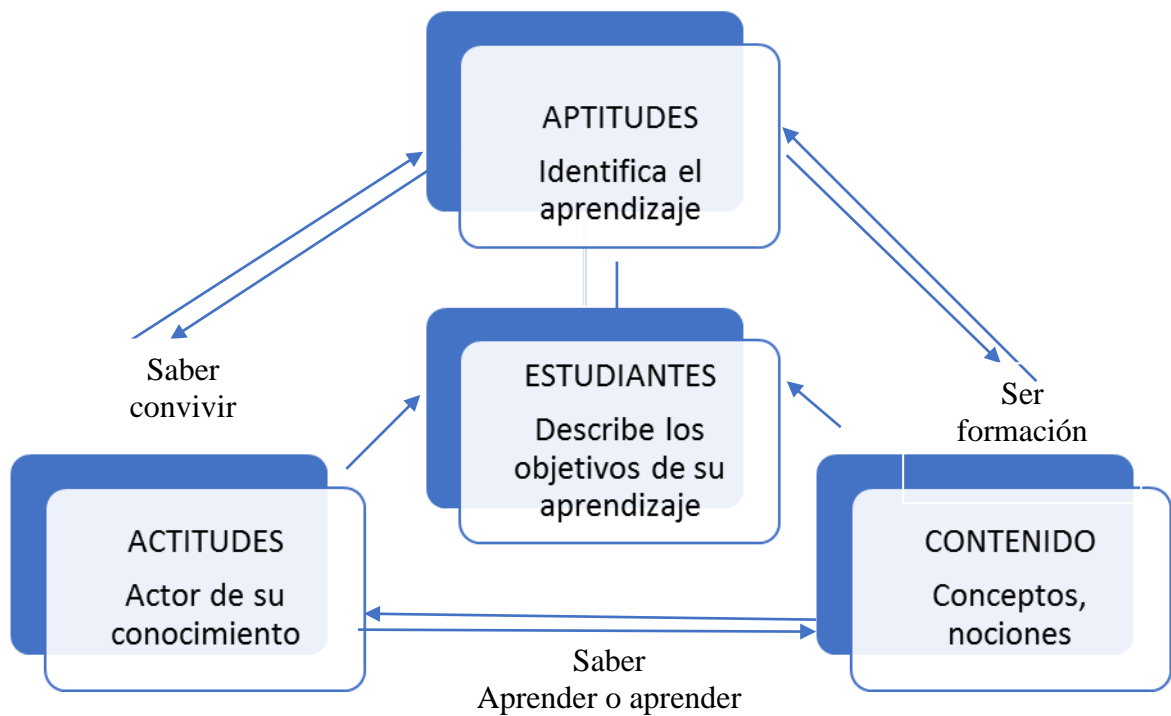 APTITUDES
Identifica el
aprendizaje
Saber
convivir
ESTUDIANTES
Describe los
objetivos de su
aprendizaje
Ser
formación
ACTITUDES
Actor de su
conocimiento
CONTENIDO
Conceptos,
nociones
Saber
Aprender o aprender